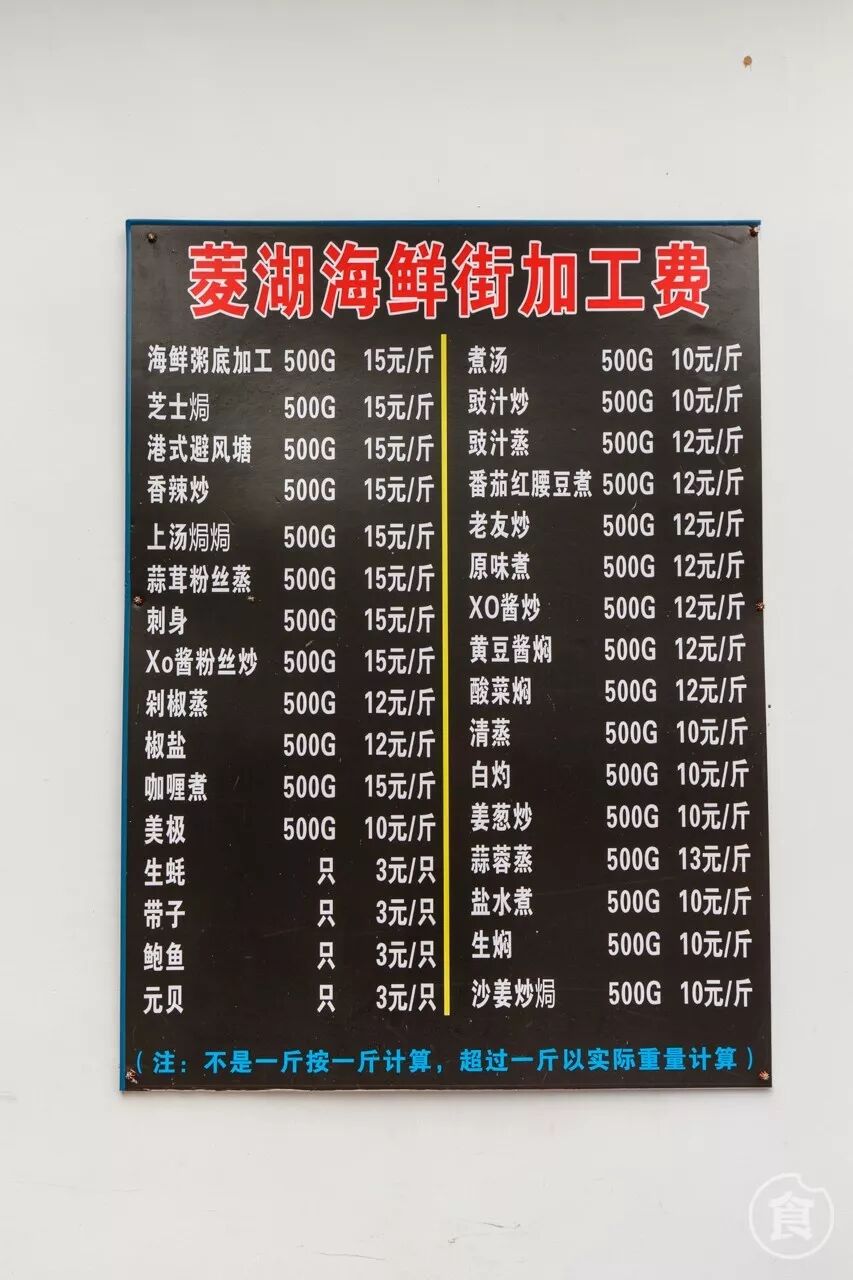 菱湖海鲜街加工费
海鲜粥底加工 500G 15元/斤
芝士焗 500G 15元/斤
港式避风塘 500G 15元/斤
香辣炒 500G 15元/斤
上汤焗焗 500G 15元/斤
蒜茸粉丝蒸 500G 15元/斤
刺身 500G 15元/斤
Xo酱粉丝炒 500G 15元/斤
剁椒蒸 500G 12元/斤
椒盐 500G 12元/斤
咖喱煮 500G 15元/斤
美极 500G 10元/斤
生蚝 只 3元/只
带子 只 3元/只
鲍鱼 只 3元/只
元贝 只 3元/只
煮汤 500G 10元/斤
豉汁炒 500G 10元/斤
豉汁蒸 500G 12元/斤
番茄红腰豆煮 500G 12元/斤
老友炒 500G 12元/斤
原味煮 500G 12元/斤
XO酱炒 500G 12元/斤
黄豆酱焖 500G 12元/斤
酸菜焖 500G 12元/斤
清蒸 500G 10元/斤
白灼 500G 10元/斤
姜葱炒 500G 10元/斤
蒜蓉蒸 500G 13元/斤
盐水煮 500G 10元/斤
生焖 500G 10元/斤
沙姜炒焗 500G 10元/斤
(注：不是一斤按一斤计算，超过一斤以实际重量计算)
食